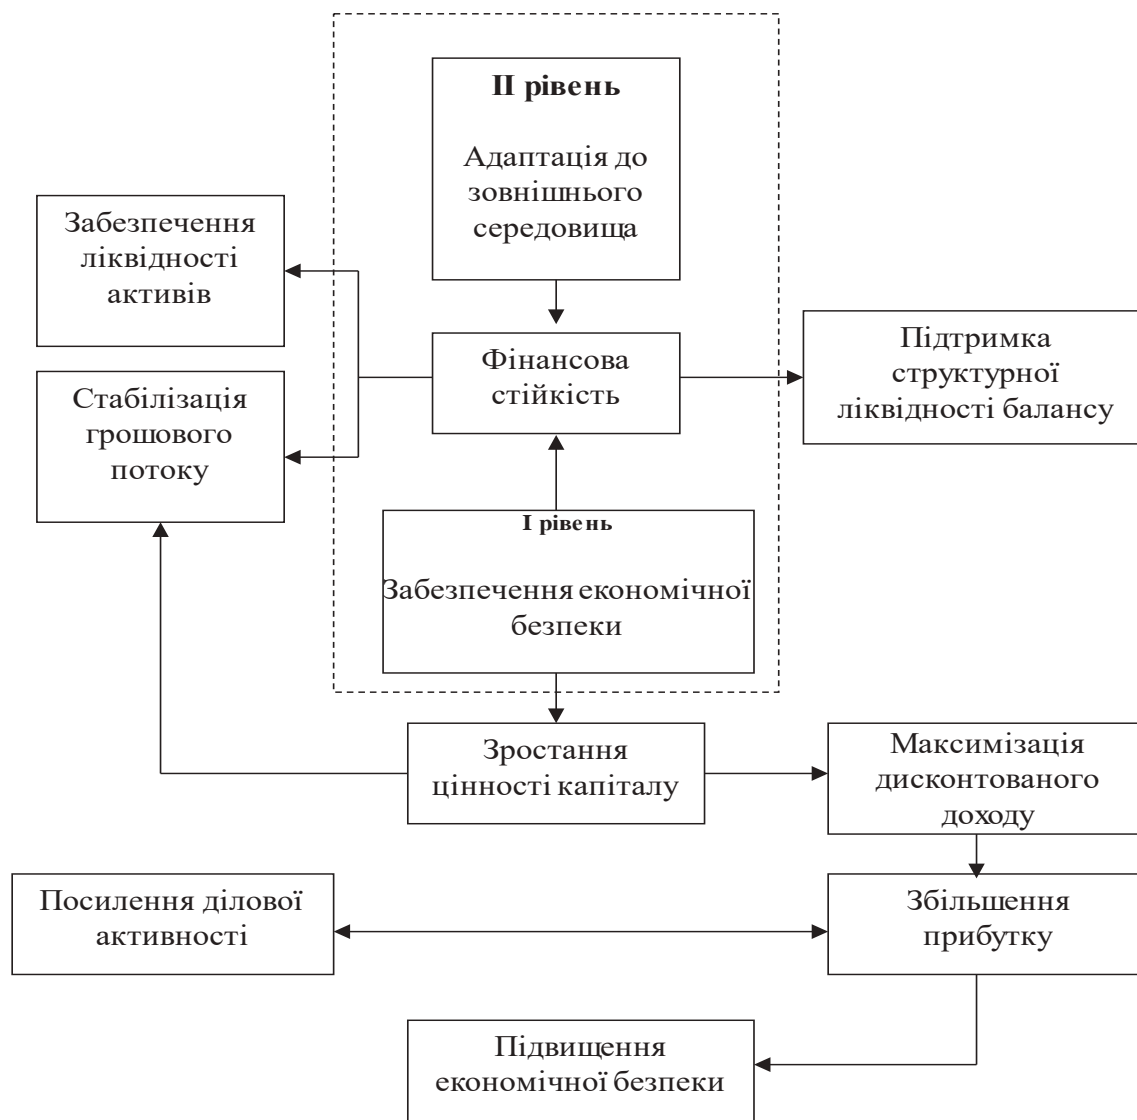 II рівень
Адаптація до
зовнішнього
середовища
Забезпечення
ліквідності
активів
Фінансова
стійкість
Підтримка
структурної
ліквідності балансу
Стабілізація
грошового
потоку
I рівень
Забезпечення економічної
безпеки
Зростання
цінності капіталу
Максимізація
дисконтованого
доходу
Посилення ділової
активності
Збільшення
прибутку
Підвищення
економічної безпеки